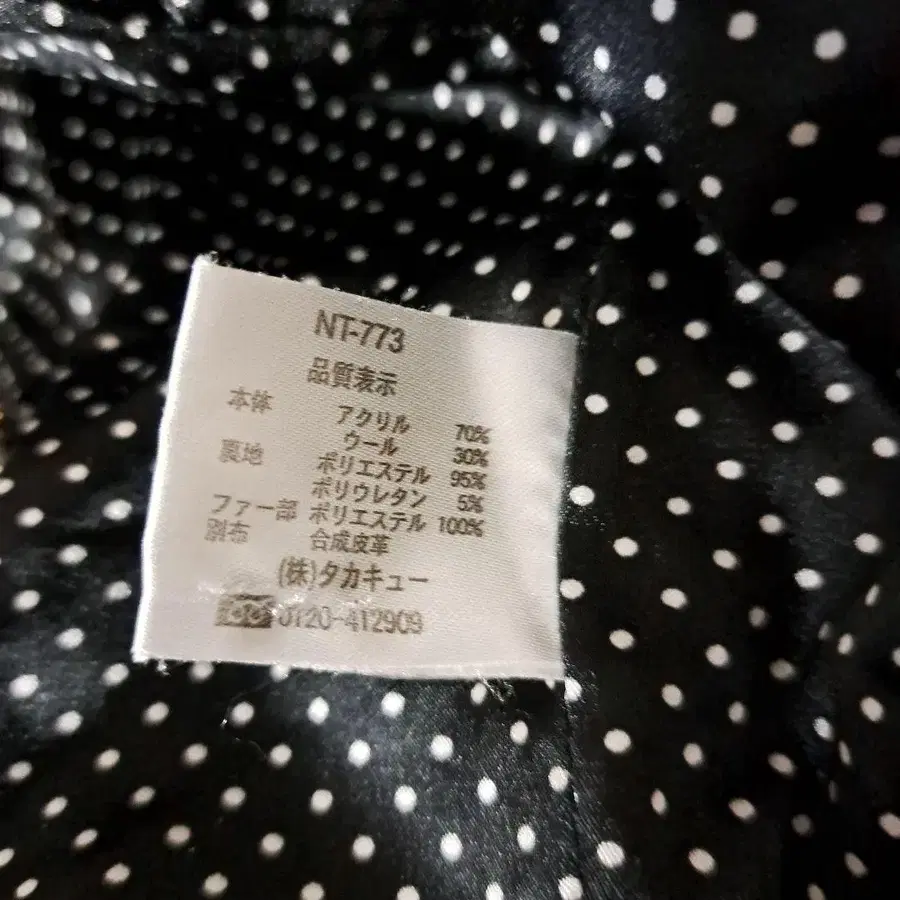 NT-773
品質表示
本体 アクリル 70%
ウール 30%
裏地 ポリエステル 95%
ポリウレタン 5%
ファー部 ポリエステル 100%
別布 合成皮革
(株)タカキュー
0120-412909